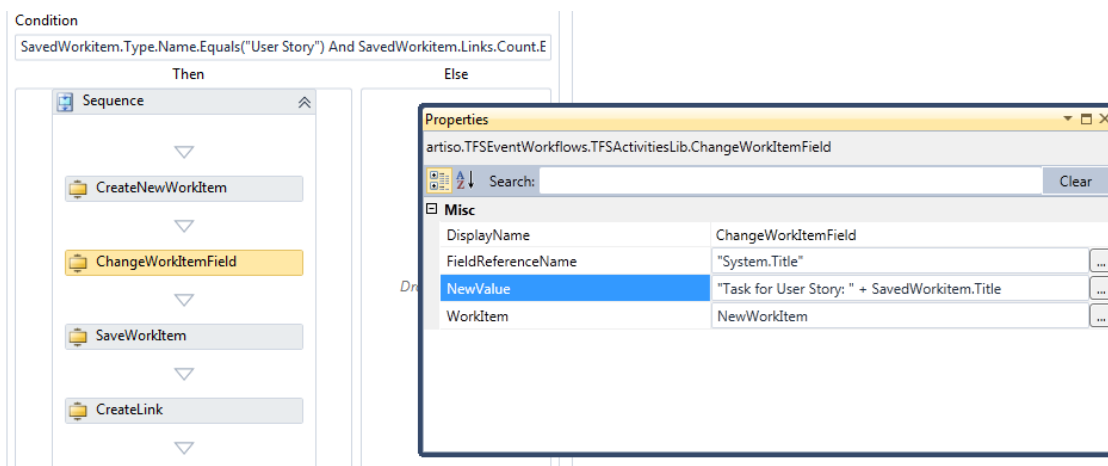 Condition
SavedWorkitem.Type.Name.Equals("User Story") And SavedWorkitem.Links.Count.E
Then
Else
Sequence
CreateNewWorkItem
ChangeWorkItemField
SaveWorkItem
CreateLink
Properties
artiso.TFSEventWorkflows.TFSActivitiesLib.ChangeWorkItemField
Search:
Clear
Misc
DisplayName ChangeWorkItemField
FieldReferenceName "System.Title" ...
NewValue "Task for User Story: " + SavedWorkitem.Title ...
WorkItem NewWorkItem ...